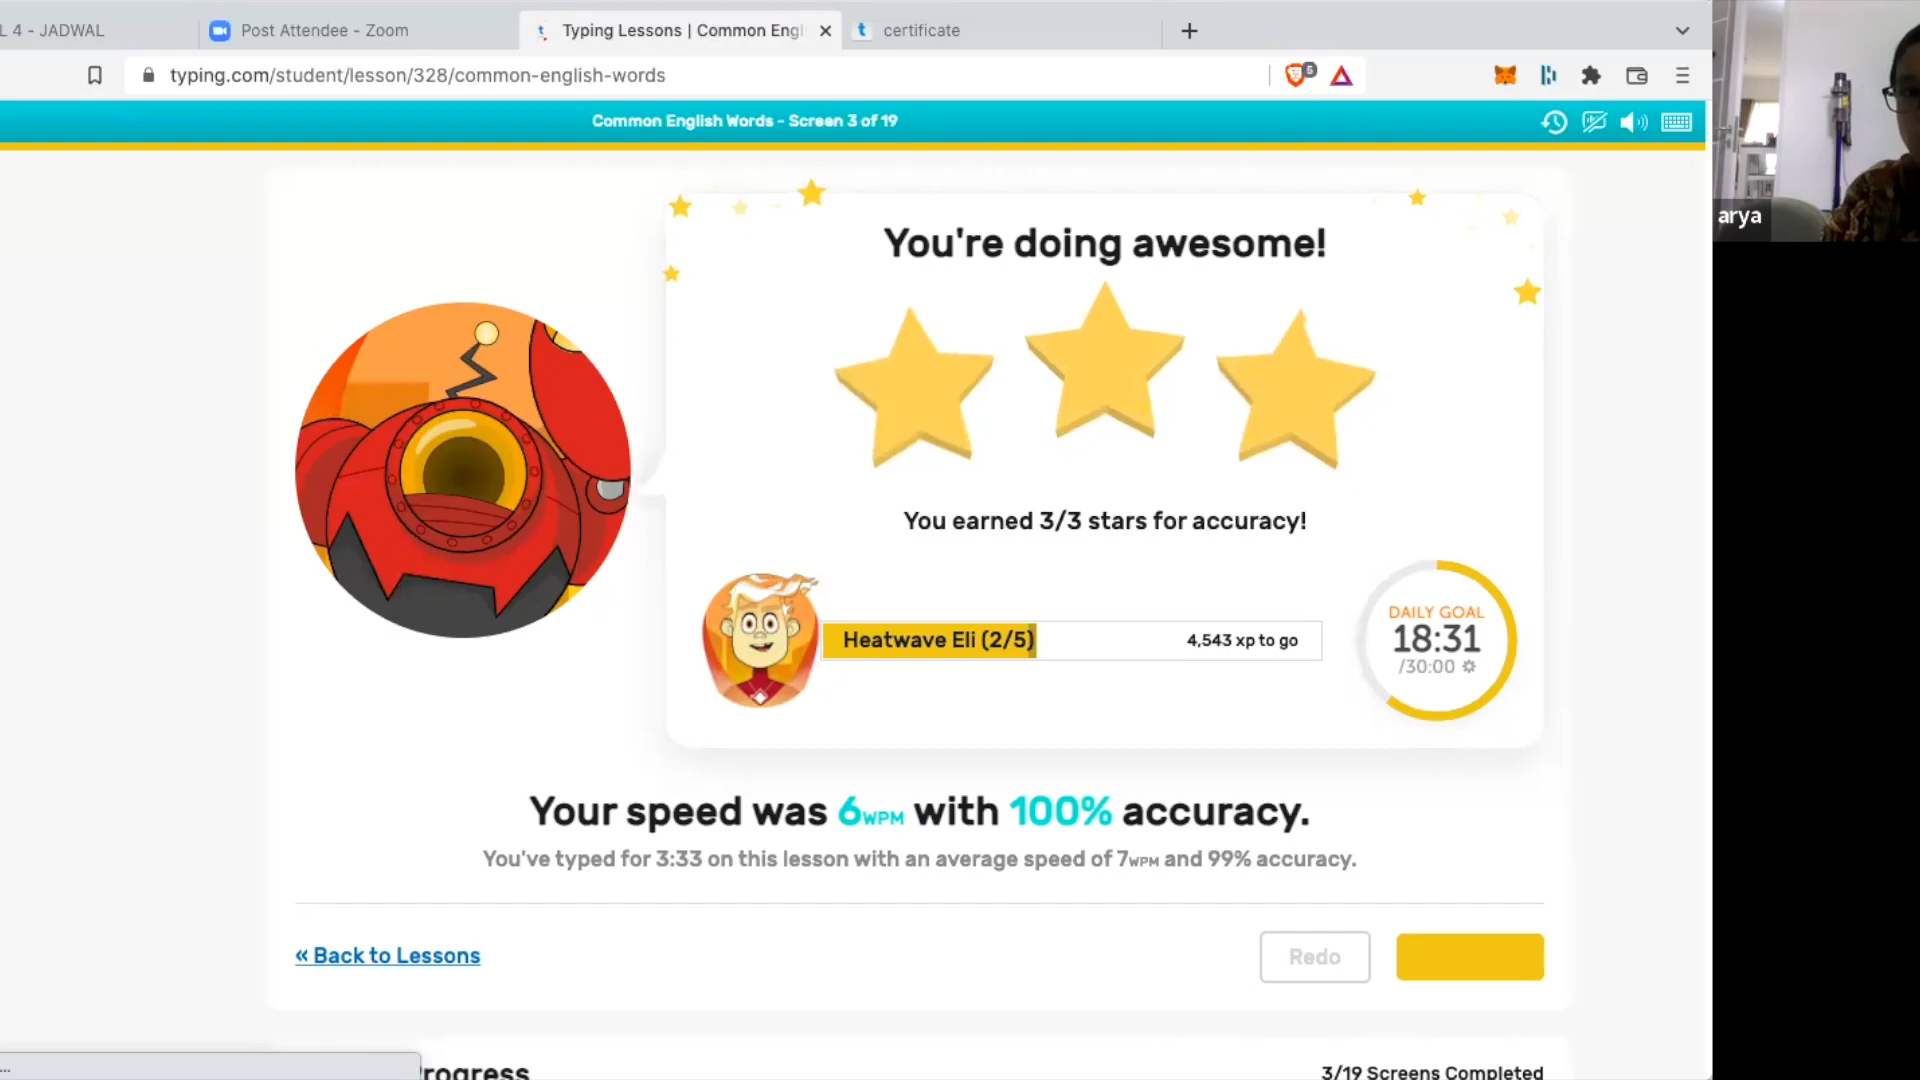 L 4 - JADWAL
Post Attendee - Zoom
Typing Lessons | Common Engl
certificate
typing.com/student/lesson/328/common-english-words
5
Common English Words - Screen 3 of 19
arya
You're doing awesome!
You earned 3/3 stars for accuracy!
Heatwave Eli (2/5)
4,543 xp to go
DAILY GOAL
18:31
/30:00
Your speed was 6WPM with 100% accuracy.
You've typed for 3:33 on this lesson with an average speed of 7WPM and 99% accuracy.
« Back to Lessons
Redo
...
rogress
3/19 Screens Completed